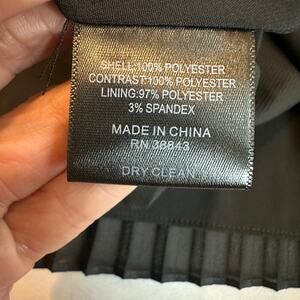 SHELL:100% POLYESTER
CONTRAST:100% POLYESTER
LINING:97% POLYESTER
3% SPANDEX
MADE IN CHINA
RN 38843
DRY CLEAN